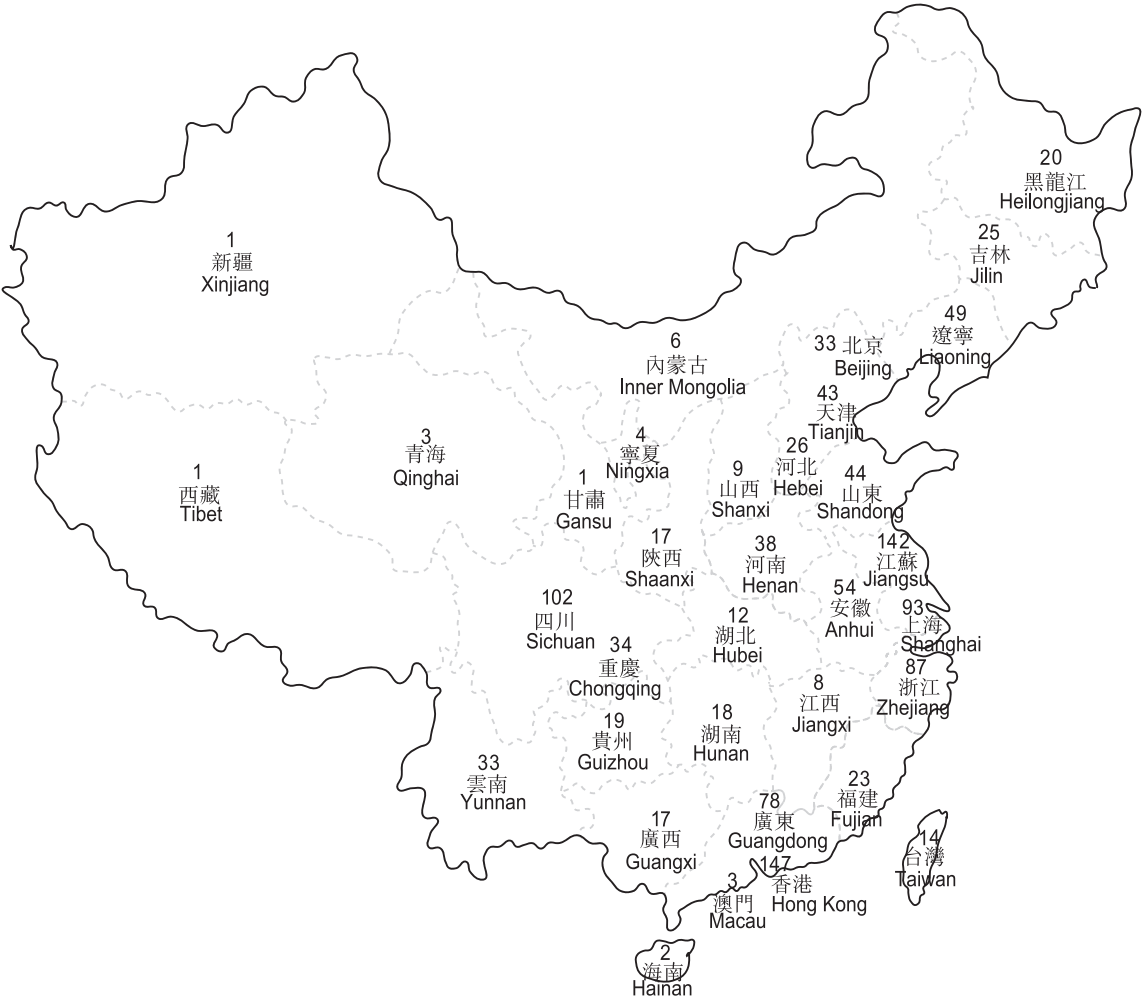 20
黑龍江
Heilongjiang
25
吉林
Jilin
1
新疆
Xinjiang
49
遼寧
Liaoning
6
內蒙古
Inner Mongolia
33 北京
Beijing
43
天津
Tianjin
3
青海
Qinghai
4
寧夏
Ningxia
26
河北
Hebei
1
西藏
Tibet
1
甘肅
Gansu
9
山西
Shanxi
44
山東
Shandong
17
陝西
Shaanxi
38
河南
Henan
142
江蘇
Jiangsu
54
安徽
Anhui
102
四川
Sichuan
12
湖北
Hubei
93
上海
Shanghai
34
重慶
Chongqing
87
浙江
Zhejiang
8
江西
Jiangxi
19
貴州
Guizhou
18
湖南
Hunan
33
雲南
Yunnan
23
福建
Fujian
17
廣西
Guangxi
78
廣東
Guangdong
14
台灣
Taiwan
147
香港
Hong Kong
3
澳門
Macau
2
海南
Hainan